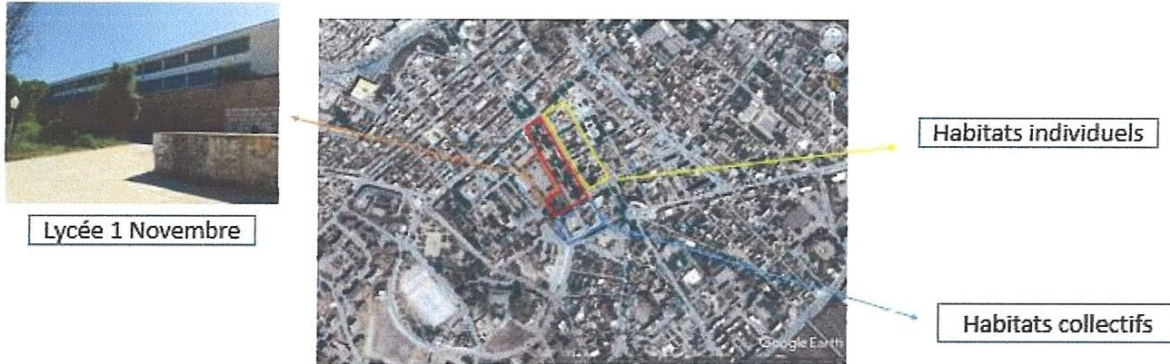 Habitats individuels
Lycée 1 Novembre
Habitats collectifs
Google Earth